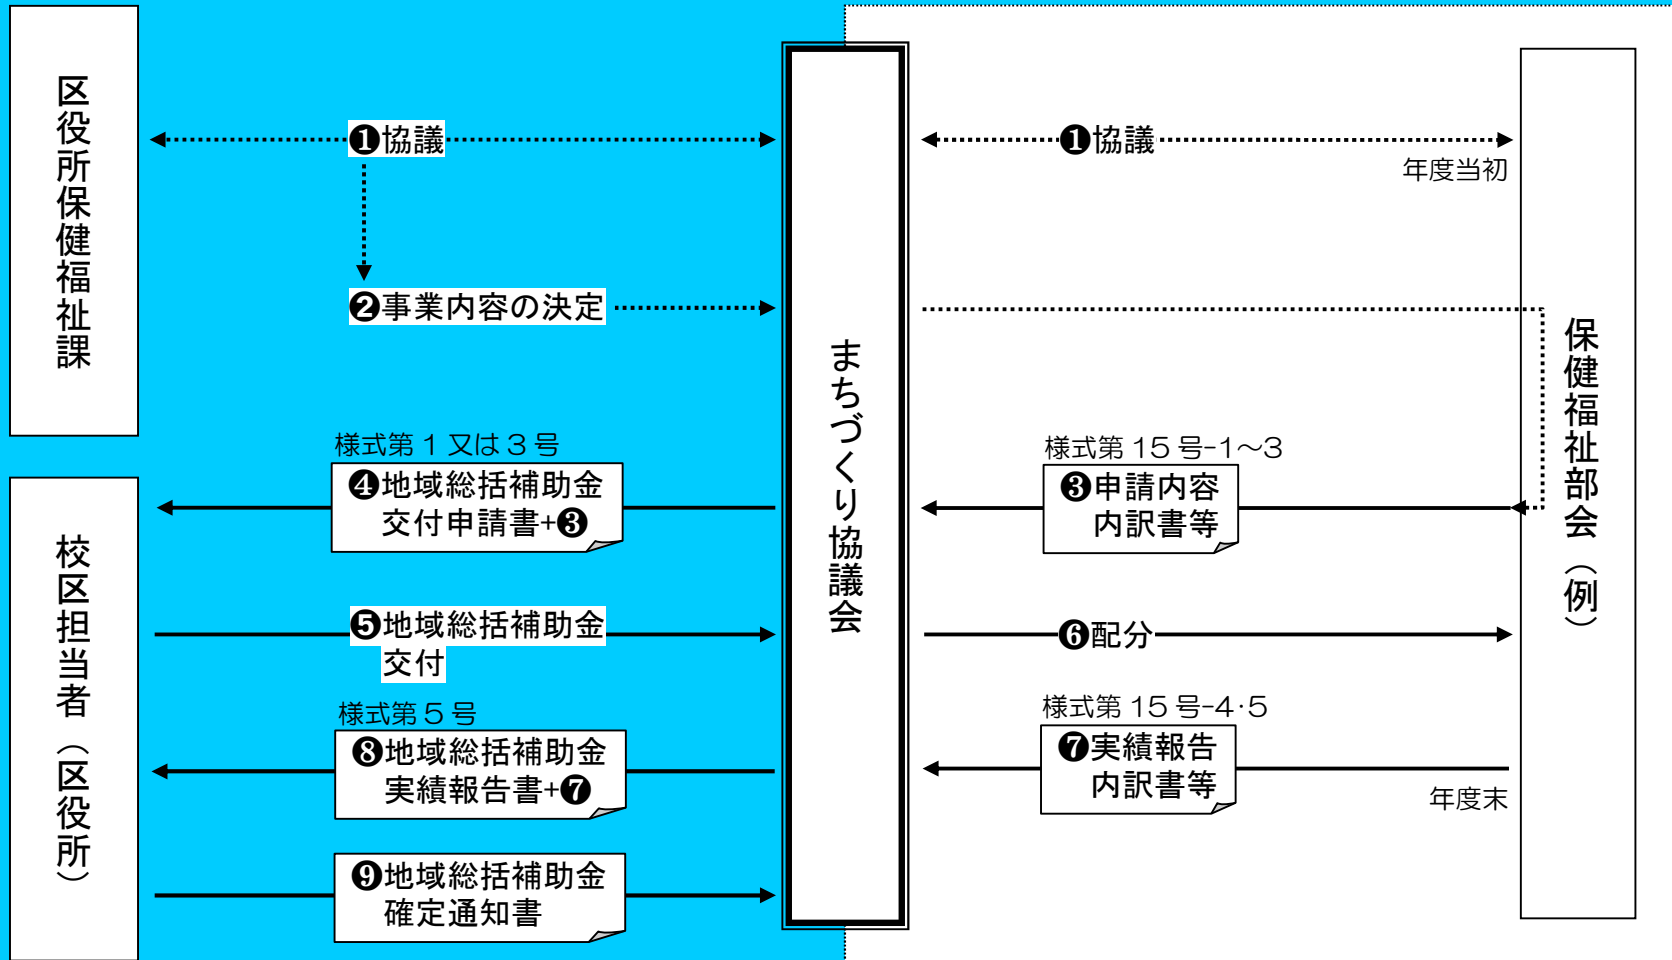 区役所保健福祉課
❶協議
❷事業内容の決定
校区担当者（区役所）
様式第１又は３号
❹地域総括補助金
交付申請書+❸
❺地域総括補助金
交付
様式第５号
❽地域総括補助金
実績報告書+❼
❾地域総括補助金
確定通知書
まちづくり協議会
❶協議
年度当初
様式第 15 号-1～3
❸申請内容
内訳書等
❻配分
様式第 15 号-4･5
❼実績報告
内訳書等
年度末
保健福祉部会（例）